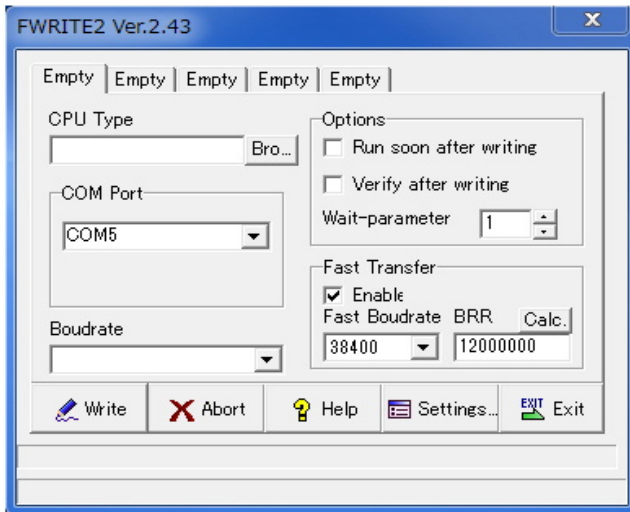 FWRITE2 Ver.2.43
x
Empty Empty Empty Empty Empty
CPU Type
Bro...
COM Port
COM5
Boudrate
Options
Run soon after writing
Verify after writing
Wait-parameter 1
Fast Transfer
Enable
Fast Boudrate BRR Calc.
38400 12000000
Write Abort Help Settings... EXIT Exit